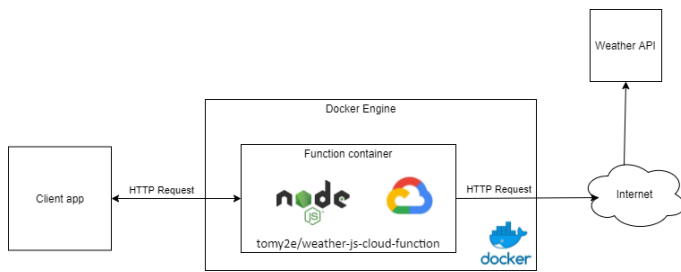 Weather API
Docker Engine
Function container
Client app
HTTP Request
node
JS
tomy2e/weather-js-cloud-function
HTTP Request
Internet
docker